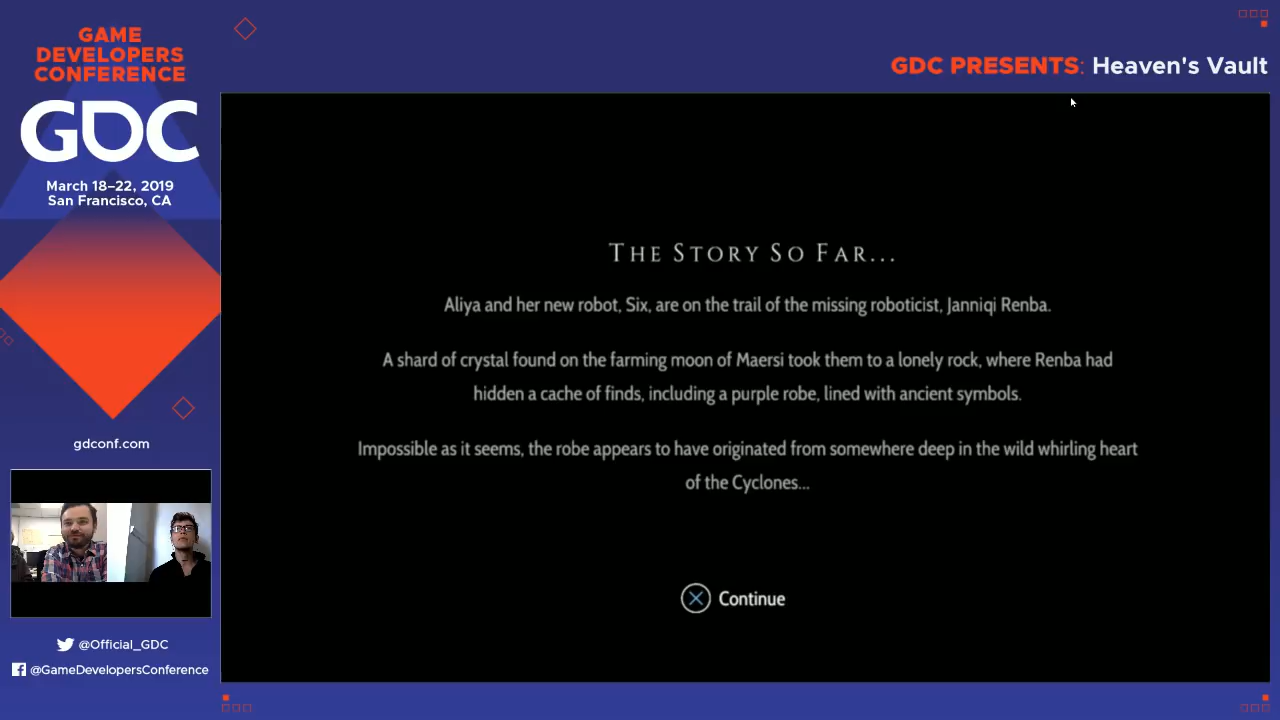 GAME
DEVELOPERS
CONFERENCE
GDC
March 18–22, 2019
San Francisco, CA
gdconf.com
@Official_GDC
@GameDevelopersConference
GDC PRESENTS: Heaven's Vault
THE STORY SO FAR...
Aliya and her new robot, Six, are on the trail of the missing roboticist, Janniqi Renba.
A shard of crystal found on the farming moon of Maersi took them to a lonely rock, where Renba had
hidden a cache of finds, including a purple robe, lined with ancient symbols.
Impossible as it seems, the robe appears to have originated from somewhere deep in the wild whirling heart
of the Cyclones...
Continue